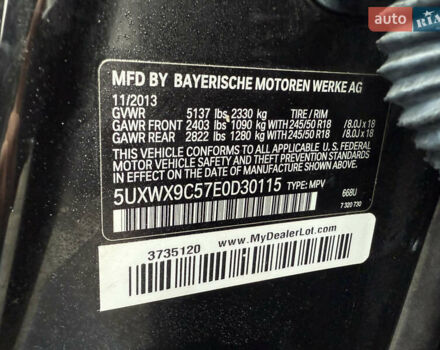 AUTO
RIA
MFD BY BAYERISCHE MOTOREN WERKE AG
11/2013
GVWR 5137 lbs 2330 kg TIRE / RIM
GAWR FRONT 2403 lbs 1090 kg WITH 245/50 R18 /8.0J x 18
GAWR REAR 2822 lbs 1280 kg WITH 245/50 R18 /8.0J x 18
THIS VEHICLE CONFORMS TO ALL APPLICABLE U. S. FEDERAL
MOTOR VEHICLE SAFETY STANDARDS IN EFFECT ON THE
DATE OF MANUFACTURE SHOWN ABOVE.
5UXWX9C57E0D30115 TYPE: MPV
668U
7 320 730
3735120
www.MyDealerLot.com